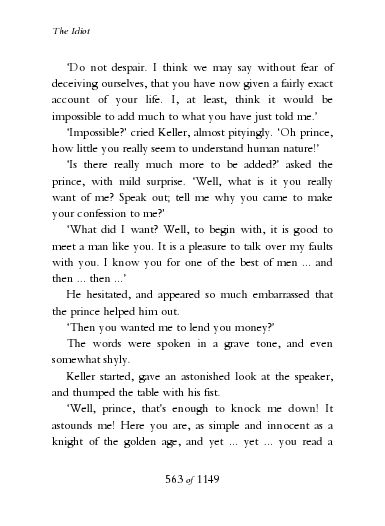 The Idiot
‘Do not despair. I think we may say without fear of
deceiving ourselves, that you have now given a fairly exact
account of your life. I, at least, think it would be
impossible to add much to what you have just told me.’
‘Impossible?’ cried Keller, almost pityingly. ‘Oh prince,
how little you really seem to understand human nature!’
‘Is there really much more to be added?’ asked the
prince, with mild surprise. ‘Well, what is it you really
want of me? Speak out; tell me why you came to make
your confession to me?’
‘What did I want? Well, to begin with, it is good to
meet a man like you. It is a pleasure to talk over my faults
with you. I know you for one of the best of men ... and
then ... then ...’
He hesitated, and appeared so much embarrassed that
the prince helped him out.
‘Then you wanted me to lend you money?’
The words were spoken in a grave tone, and even
somewhat shyly.
Keller started, gave an astonished look at the speaker,
and thumped the table with his fist.
‘Well, prince, that's enough to knock me down! It
astounds me! Here you are, as simple and innocent as a
knight of the golden age, and yet ... yet ... you read a
563 of 1149